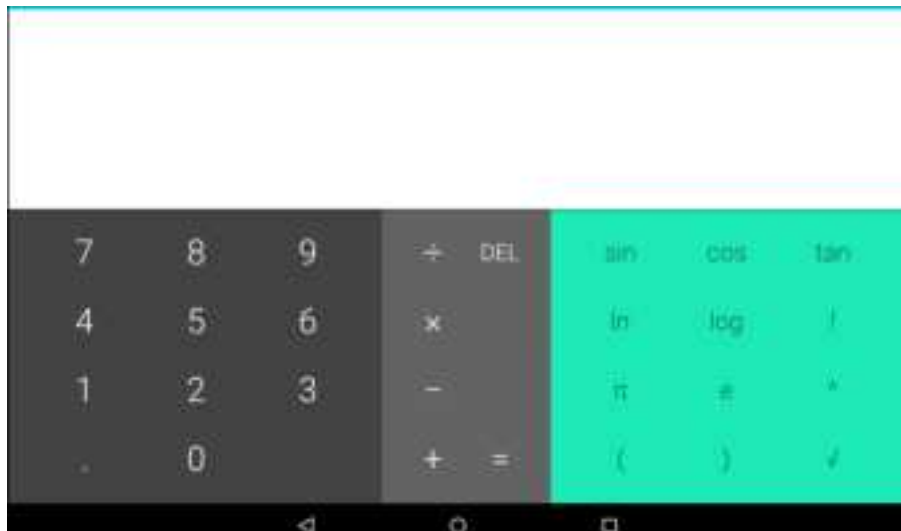 7 8 9 ÷ DEL sin cos tan
4 5 6 × ln log !
1 2 3 − π e ^
. 0 + = ( ) √